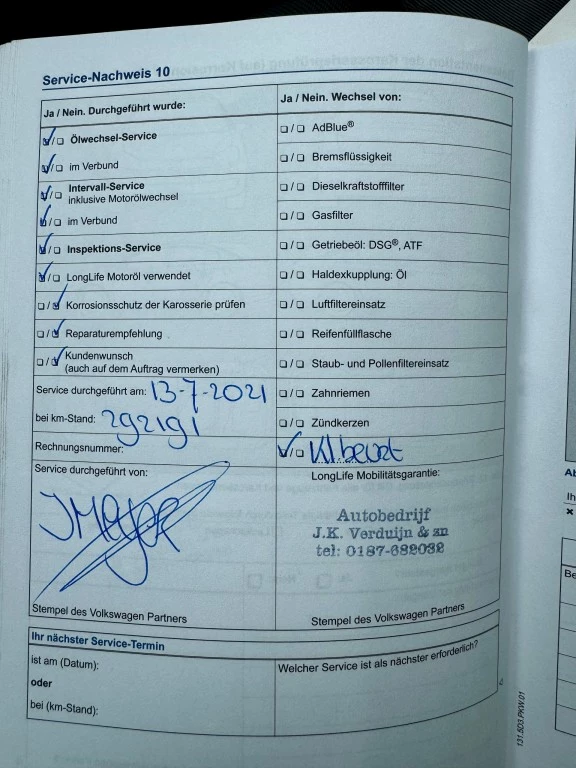 Service-Nachweis 10
Ja / Nein. Durchgeführt wurde:
Ölwechsel-Service
im Verbund
Intervall-Service
inklusive Motorölwechsel
im Verbund
Inspektions-Service
LongLife Motoröl verwendet
Korrosionsschutz der Karosserie prüfen
Reparaturempfehlung
Kundenwunsch
(auch auf dem Auftrag vermerken)
Service durchgeführt am: 13-7-2021
bei km-Stand: 292191
Rechnungsnummer:
Service durchgeführt von:
Stempel des Volkswagen Partners
Ja / Nein. Wechsel von:
AdBlue®
Bremsflüssigkeit
Dieselkraftstofffilter
Gasfilter
Getriebeöl: DSG®, ATF
Haldexkupplung: Öl
Luftfiltereinsatz
Reifenfüllflasche
Staub- und Pollenfiltereinsatz
Zahnriemen
Zündkerzen
LongLife Mobilitätsgarantie:
Autobedrijf
J.K. Verduijn & zn
tel: 0187-682032
Stempel des Volkswagen Partners
Ihr nächster Service-Termin
ist am (Datum):
oder
bei (km-Stand):
Welcher Service ist als nächster erforderlich?
131.5D3.PKW.01